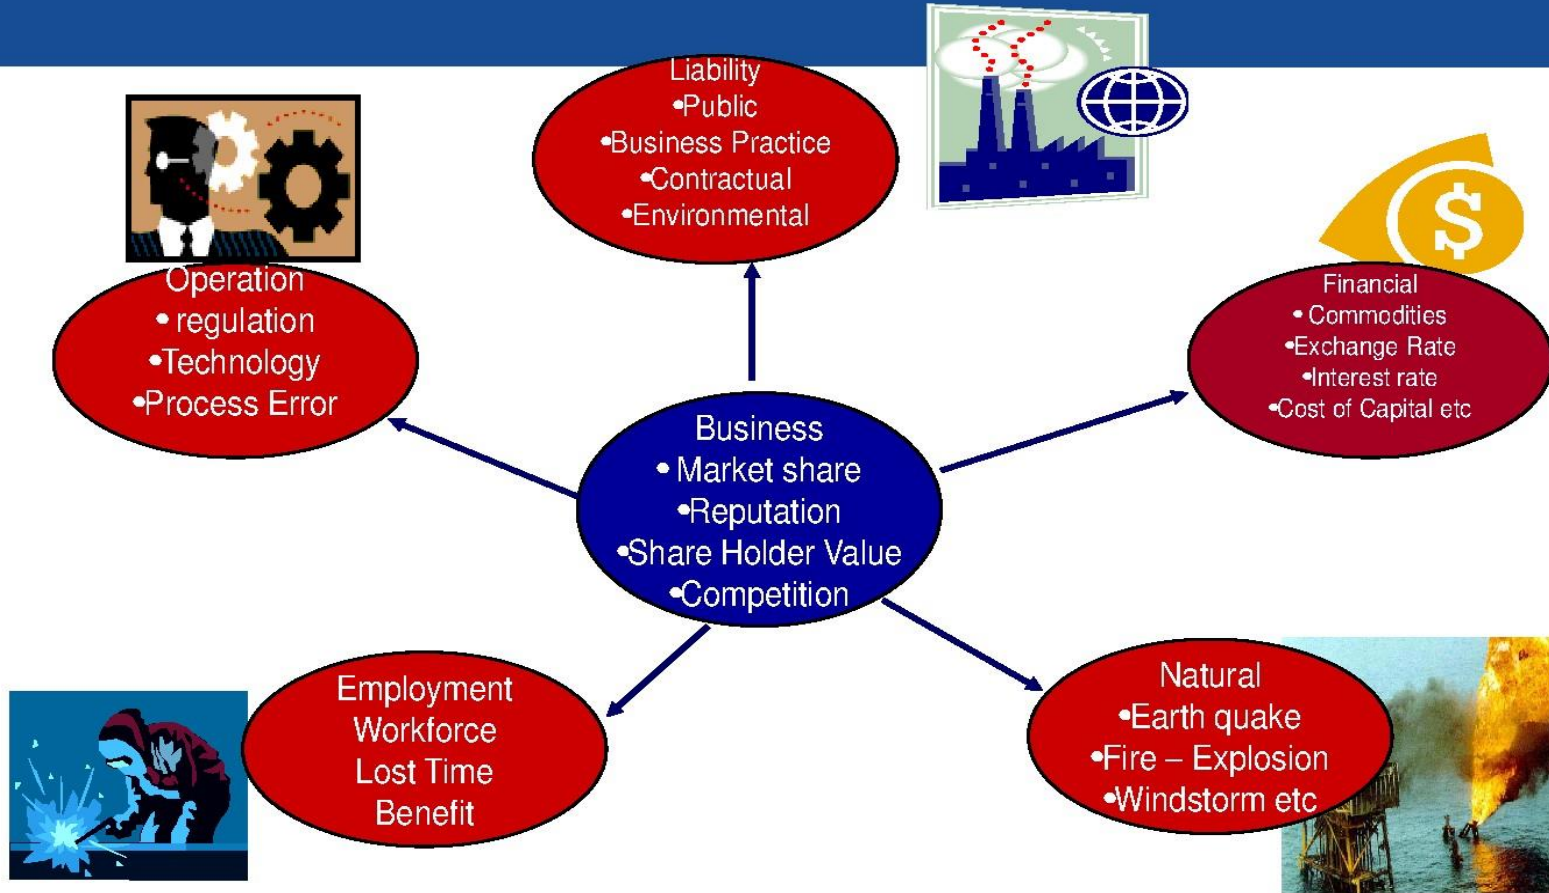 Liability
•Public
•Business Practice
•Contractual
•Environmental
$
Operation
• regulation
•Technology
•Process Error
Financial
• Commodities
•Exchange Rate
•Interest rate
•Cost of Capital etc
Business
• Market share
•Reputation
•Share Holder Value
•Competition
Employment
Workforce
Lost Time
Benefit
Natural
•Earth quake
•Fire – Explosion
•Windstorm etc